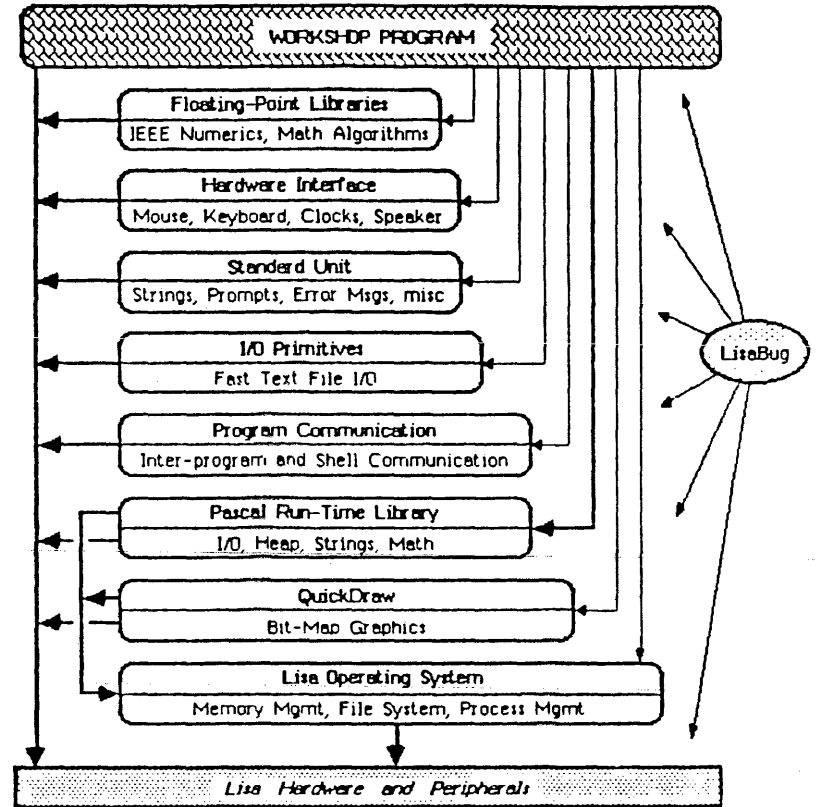 WORKSHOP PROGRAM
Floating-Point Libraries
IEEE Numerics, Math Algorithms
Hardware Interface
Mouse, Keyboard, Clocks, Speaker
Standard Unit
Strings, Prompts, Error Msgs, misc
I/O Primitives
Fast Text File I/O
LisaBug
Program Communication
Inter-program and Shell Communication
Pascal Run-Time Library
I/O, Heap, Strings, Math
QuickDraw
Bit-Map Graphics
Lisa Operating System
Memory Mgmt, File System, Process Mgmt
Lisa Hardware and Peripherals